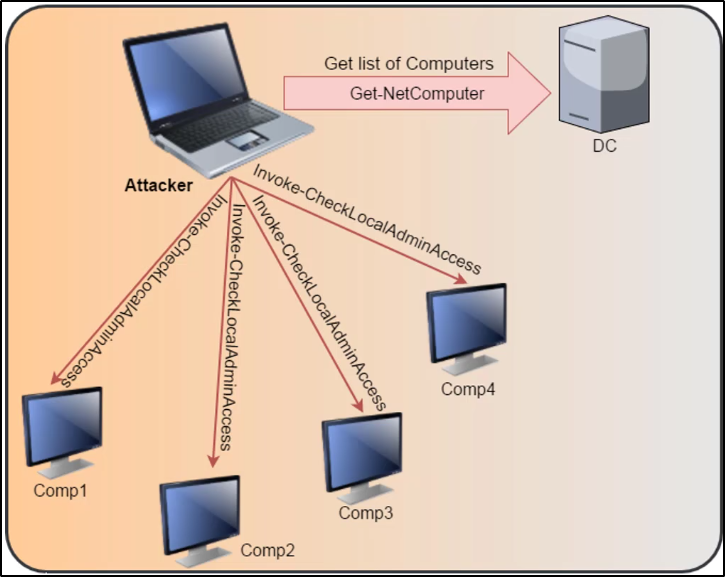 Get list of Computers
Get-NetComputer
DC
Attacker
Invoke-CheckLocalAdminAccess
Invoke-CheckLocalAdminAccess
Invoke-CheckLocalAdminAccess
Invoke-CheckLocalAdminAccess
Comp4
Comp1
Comp3
Comp2